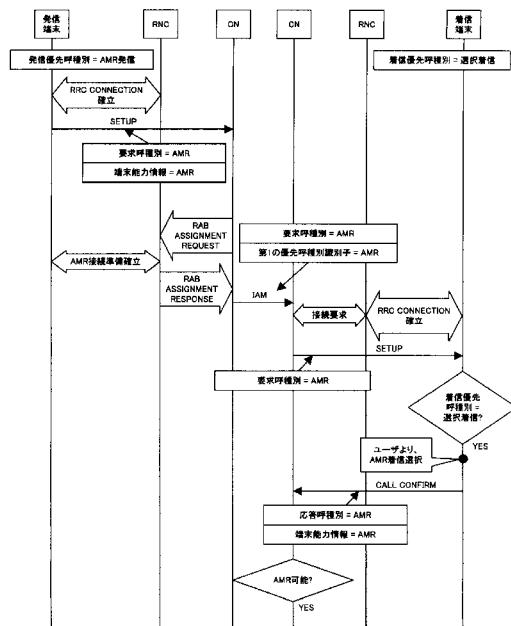 発信
端末
RNC
CN
CN
RNC
着信
端末
発信優先呼種別 = AMR発信
着信優先呼種別 = 選択着信
RRC CONNECTION
確立
SETUP
要求呼種別 = AMR
端末能力情報 = AMR
RAB
ASSIGNMENT
REQUEST
要求呼種別 = AMR
第1の優先呼種別識別子 = AMR
AMR接続準備確立
RAB
ASSIGNMENT
RESPONSE
IAM
接続要求
RRC CONNECTION
確立
SETUP
要求呼種別 = AMR
着信優先
呼種別 =
選択着信?
YES
ユーザより、
AMR着信選択
CALL CONFIRM
応答呼種別 = AMR
端末能力情報 = AMR
AMR可能?
YES